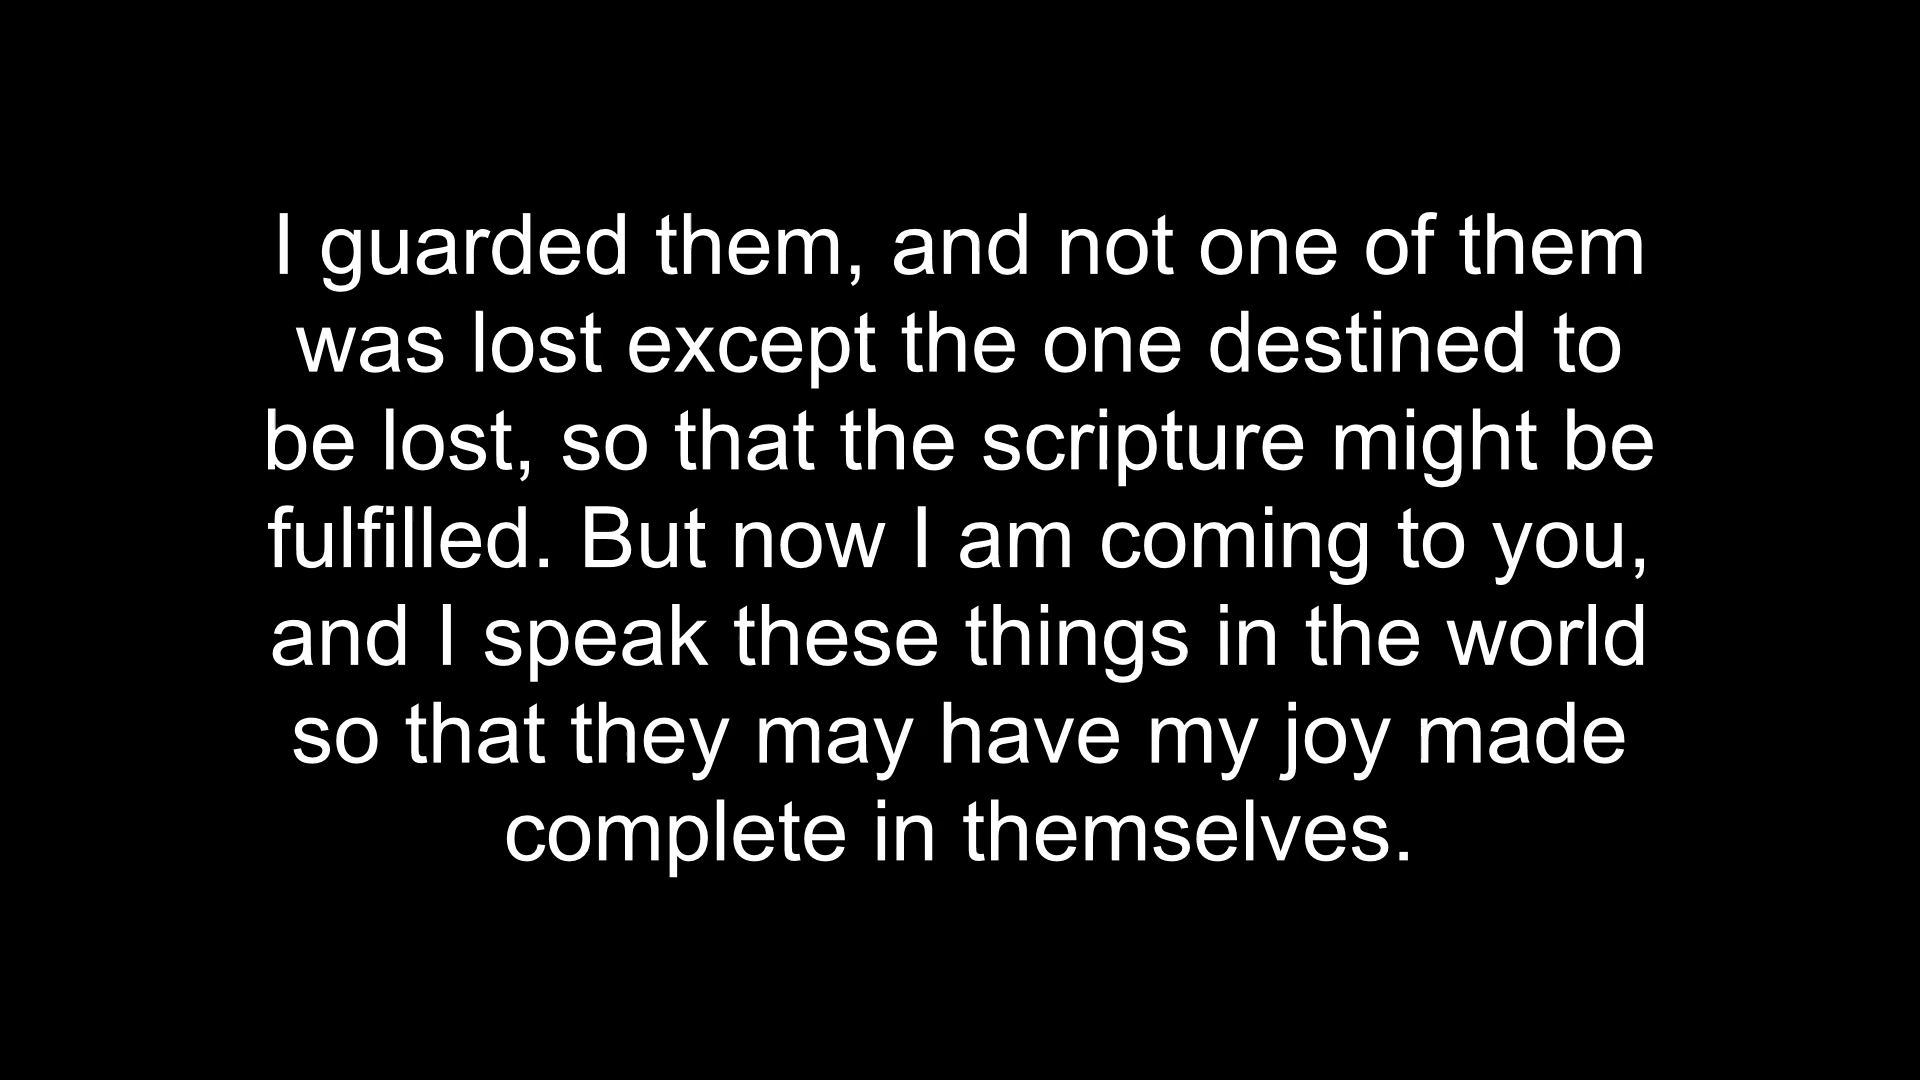 I guarded them, and not one of them
was lost except the one destined to
be lost, so that the scripture might be
fulfilled. But now I am coming to you,
and I speak these things in the world
so that they may have my joy made
complete in themselves.